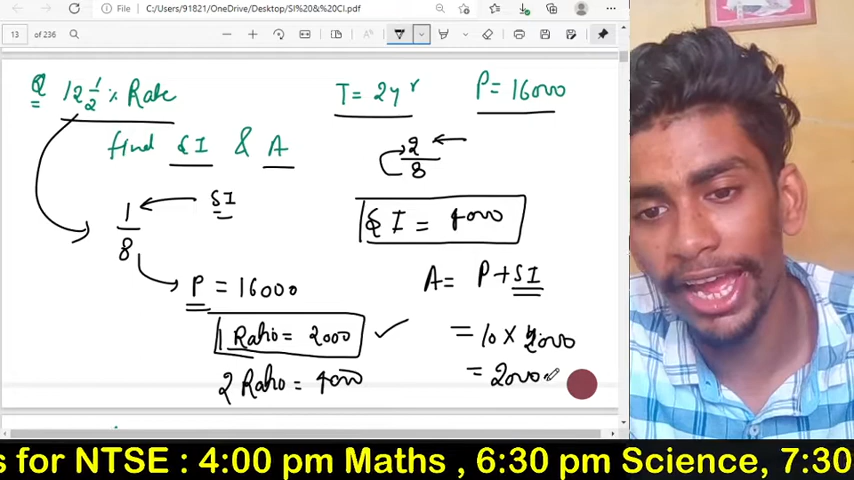 File
C:/Users/91821/OneDrive/Desktop/SI%20&%20CI.pdf
13 of 236
Q 12 1/2 % Rate
T = 2yr
P = 16000
find SI & A
2/8
1/8
SI
SI = 4000
P = 16000
A = P + SI
1 Ratio = 2000
= 10 × 2000
2 Ratio = 4000
= 2000
s for NTSE : 4:00 pm Maths , 6:30 pm Science, 7:30